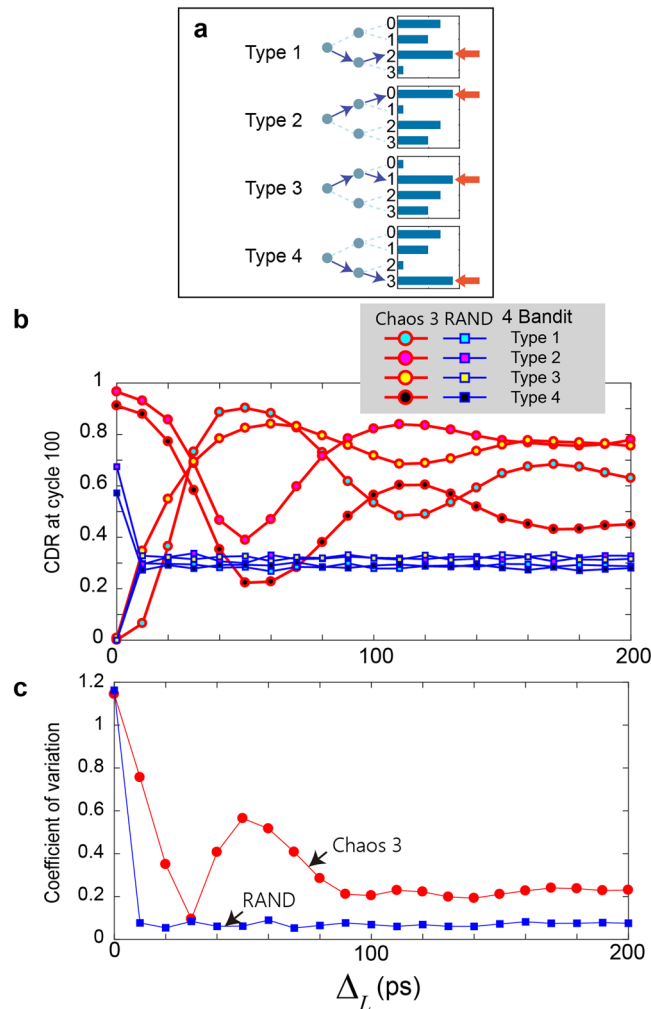 a
Type 1
0
1
2
3
Type 2
0
1
2
3
Type 3
0
1
2
3
Type 4
0
1
2
3
b
Chaos 3 RAND 4 Bandit
Type 1
Type 2
Type 3
Type 4
CDR at cycle 100
1
0.8
0.6
0.4
0.2
0
0 100 200
c
Coefficient of variation
1.2
1
0.8
0.6
0.4
0.2
0
Chaos 3
RAND
0 100 200
Δ_L (ps)